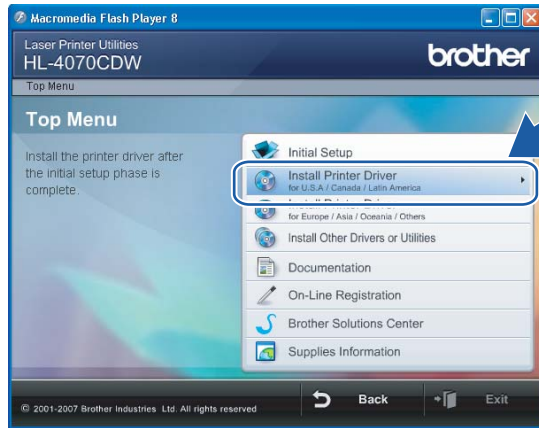 Macromedia Flash Player 8
Laser Printer Utilities
HL-4070CDW
brother
Top Menu
Top Menu
Install the printer driver after
the initial setup phase is
complete.
Initial Setup
Install Printer Driver
for U.S.A / Canada / Latin America
Install Printer Driver
for Europe / Asia / Oceania / Others
Install Other Drivers or Utilities
Documentation
On-Line Registration
Brother Solutions Center
Supplies Information
© 2001-2007 Brother Industries Ltd. All rights reserved
Back
Exit